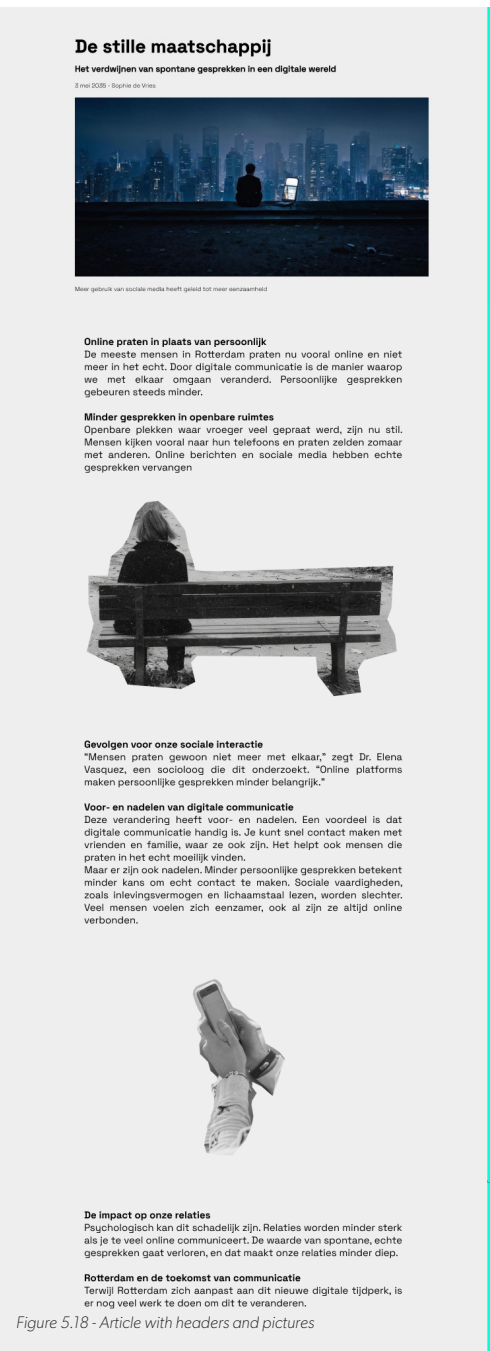 De stille maatschappij
Het verdwijnen van spontane gesprekken in een digitale wereld
3 mei 2035 - Sophie de Vries
Meer gebruik van sociale media heeft geleid tot meer eenzaamheid
Online praten in plaats van persoonlijk
De meeste mensen in Rotterdam praten nu vooral online en niet
meer in het echt. Door digitale communicatie is de manier waarop
we met elkaar omgaan veranderd. Persoonlijke gesprekken
gebeuren steeds minder.
Minder gesprekken in openbare ruimtes
Openbare plekken waar vroeger veel gepraat werd, zijn nu stil.
Mensen kijken vooral naar hun telefoons en praten zelden zomaar
met anderen. Online berichten en sociale media hebben echte
gesprekken vervangen
Gevolgen voor onze sociale interactie
"Mensen praten gewoon niet meer met elkaar," zegt Dr. Elena
Vasquez, een socioloog die dit onderzoekt. "Online platforms
maken persoonlijke gesprekken minder belangrijk."
Voor- en nadelen van digitale communicatie
Deze verandering heeft voor- en nadelen. Een voordeel is dat
digitale communicatie handig is. Je kunt snel contact maken met
vrienden en familie, waar ze ook zijn. Het helpt ook mensen die
praten in het echt moeilijk vinden.
Maar er zijn ook nadelen. Minder persoonlijke gesprekken betekent
minder kans om echt contact te maken. Sociale vaardigheden,
zoals inlevingsvermogen en lichaamstaal lezen, worden slechter.
Veel mensen voelen zich eenzamer, ook al zijn ze altijd online
verbonden.
De impact op onze relaties
Psychologisch kan dit schadelijk zijn. Relaties worden minder sterk
als je te veel online communiceert. De waarde van spontane, echte
gesprekken gaat verloren, en dat maakt onze relaties minder diep.
Rotterdam en de toekomst van communicatie
Terwijl Rotterdam zich aanpast aan dit nieuwe digitale tijdperk, is
er nog veel werk te doen om dit te veranderen.
Figure 5.18 - Article with headers and pictures